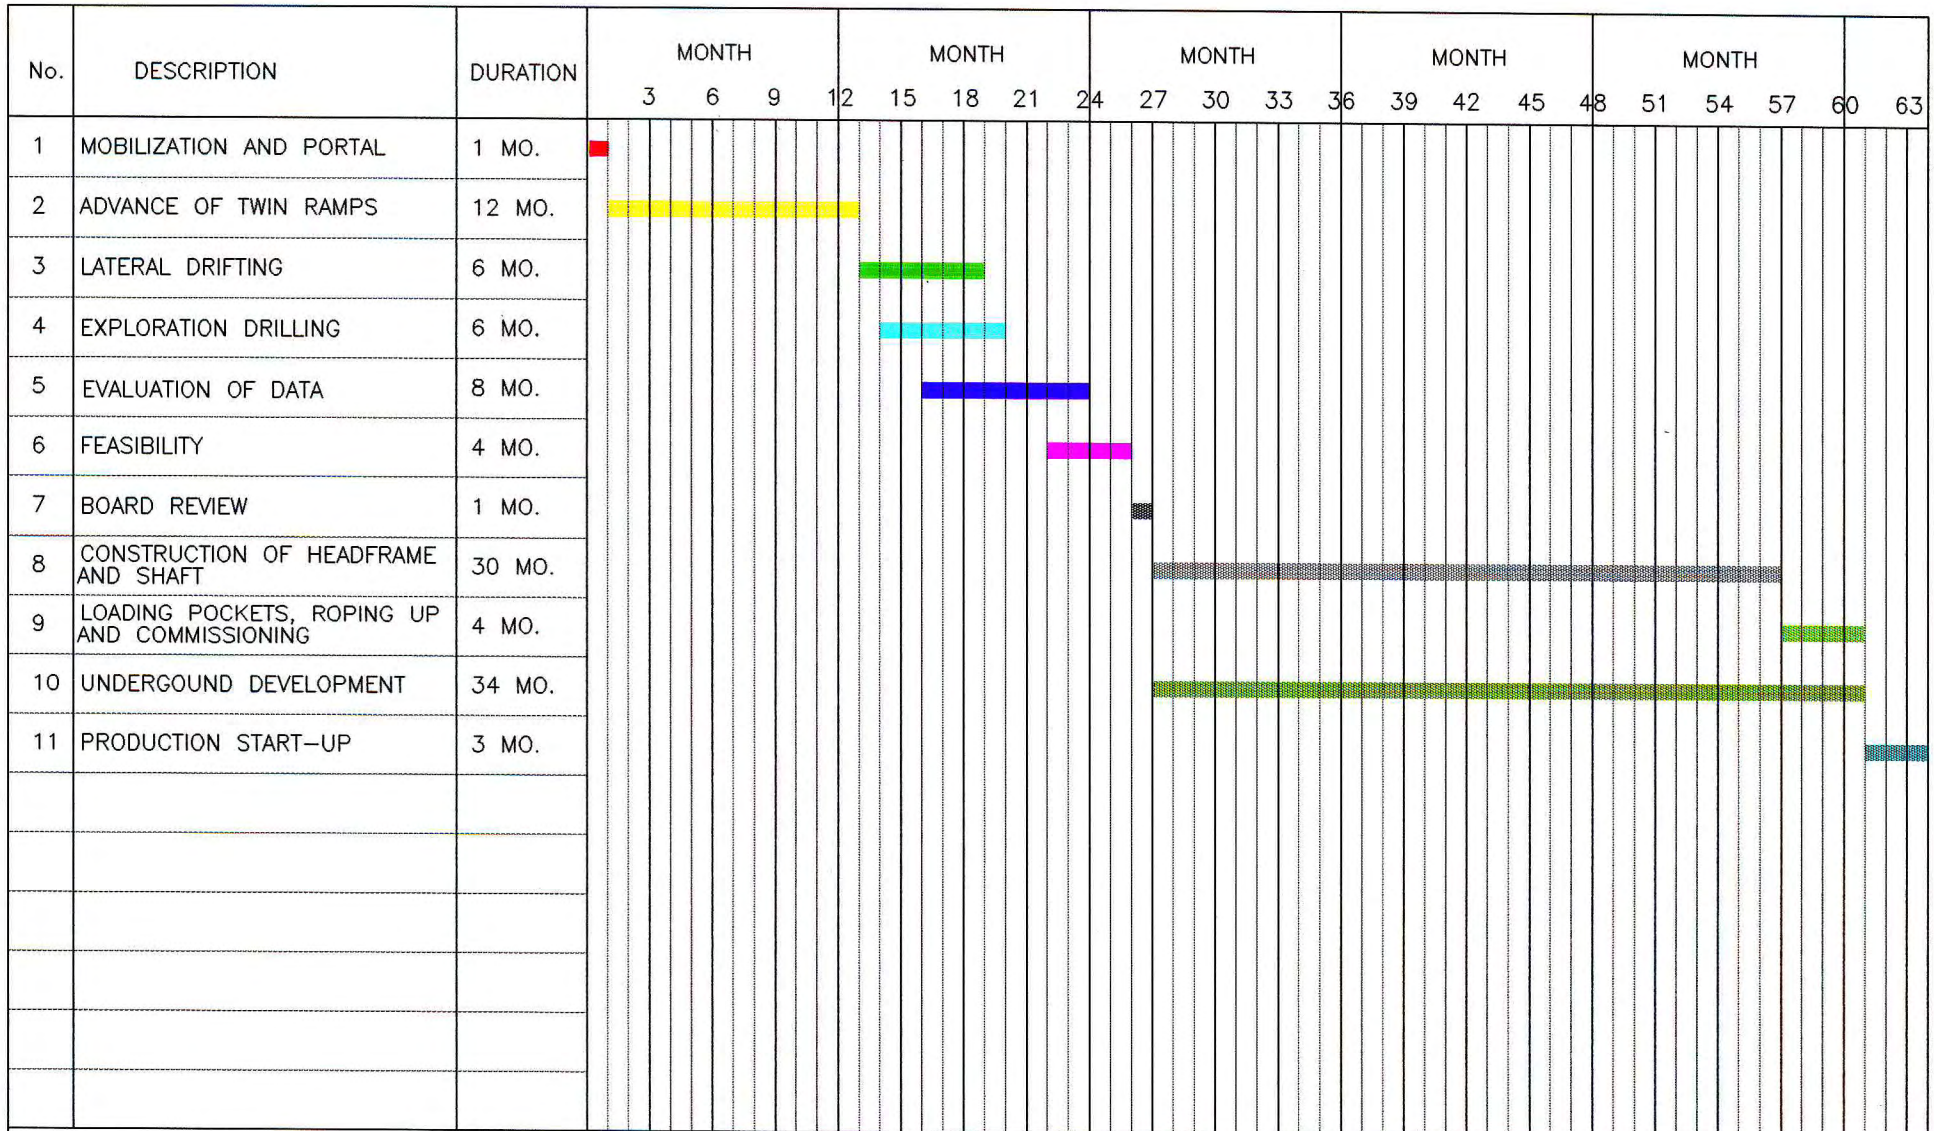 No. DESCRIPTION DURATION MONTH MONTH MONTH MONTH MONTH
3 6 9 12 15 18 21 24 27 30 33 36 39 42 45 48 51 54 57 60 63
1 MOBILIZATION AND PORTAL 1 MO.
2 ADVANCE OF TWIN RAMPS 12 MO.
3 LATERAL DRIFTING 6 MO.
4 EXPLORATION DRILLING 6 MO.
5 EVALUATION OF DATA 8 MO.
6 FEASIBILITY 4 MO.
7 BOARD REVIEW 1 MO.
8 CONSTRUCTION OF HEADFRAME
AND SHAFT 30 MO.
9 LOADING POCKETS, ROPING UP
AND COMMISSIONING 4 MO.
10 UNDERGOUND DEVELOPMENT 34 MO.
11 PRODUCTION START-UP 3 MO.